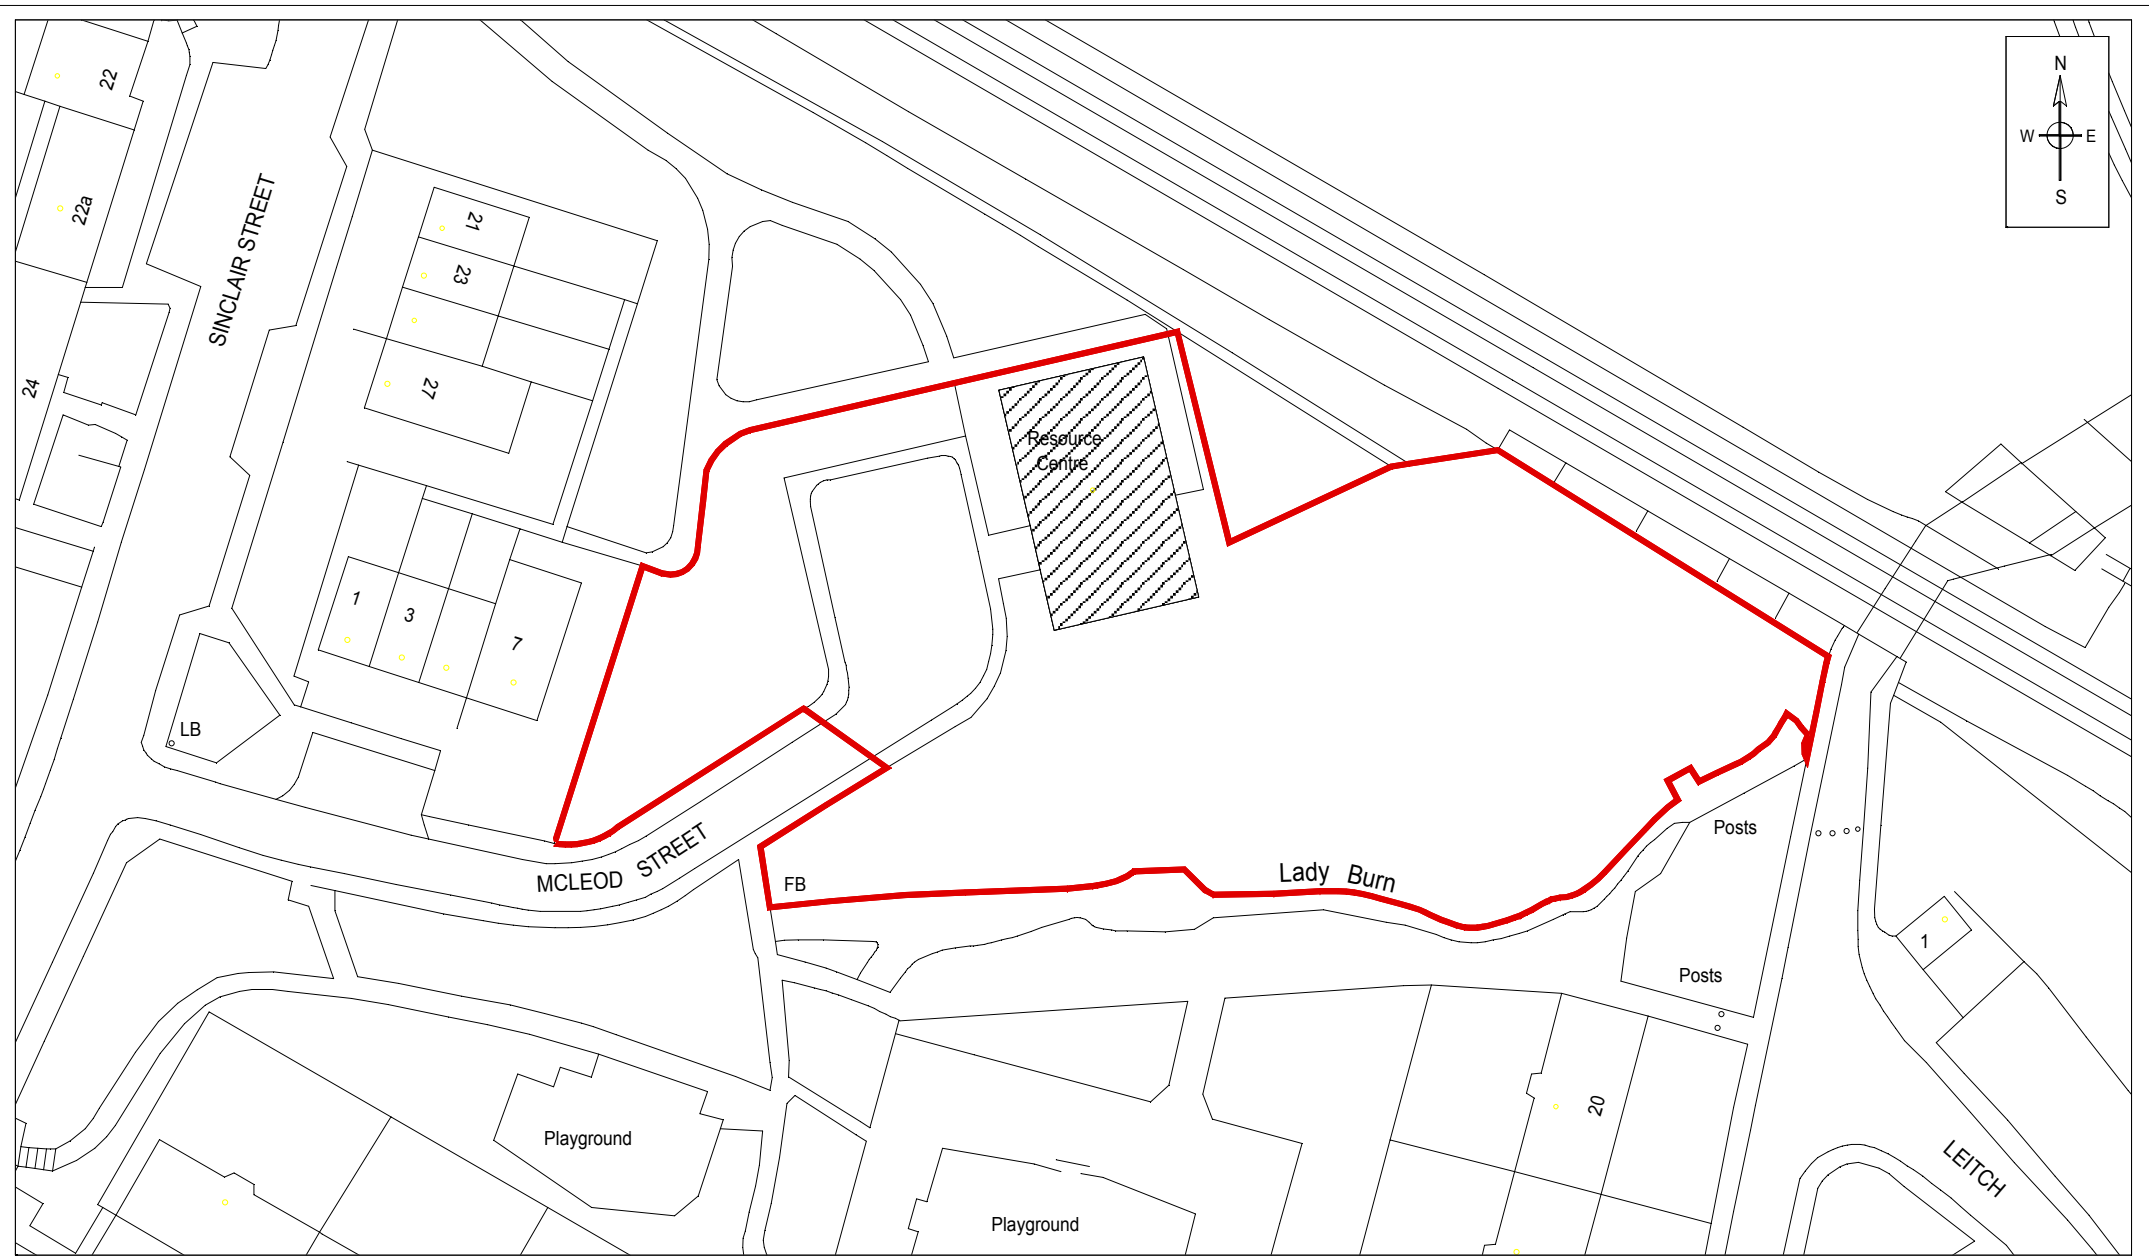 22
N
W
E
S
22a
SINCLAIR STREET
21
23
24
27
Resource
Centre
1
3
7
LB
MCLEOD STREET
FB
Lady Burn
Posts
1
Posts
20
Playground
Playground
LEITCH